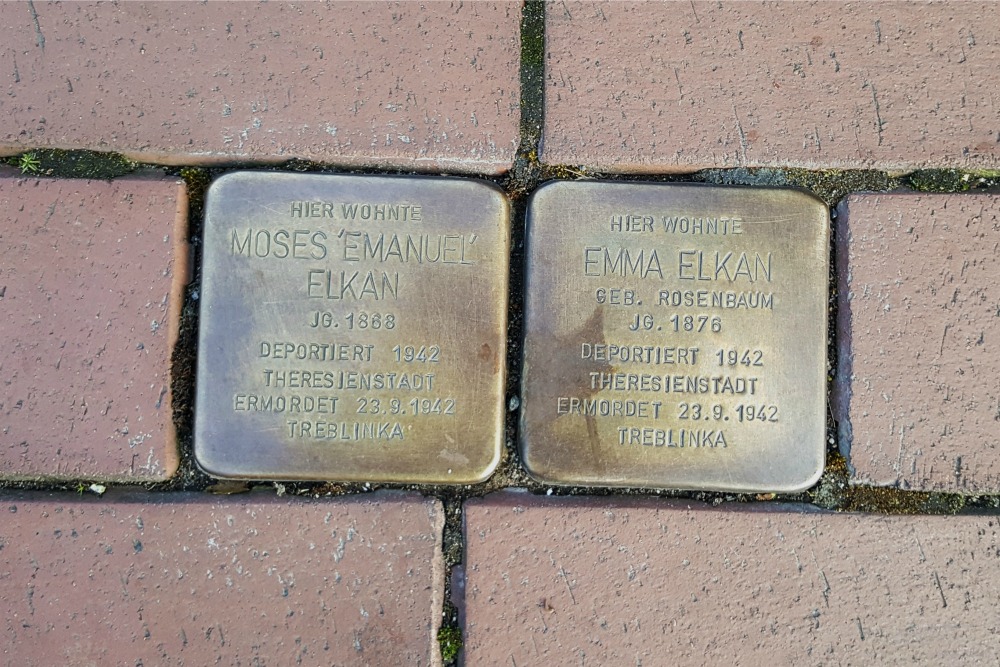 HIER WOHNTE
MOSES 'EMANUEL'
ELKAN
JG. 1868
DEPORTIERT 1942
THERESIENSTADT
ERMORDET 23.9.1942
TREBLINKA
HIER WOHNTE
EMMA ELKAN
GEB. ROSENBAUM
JG. 1876
DEPORTIERT 1942
THERESIENSTADT
ERMORDET 23.9.1942
TREBLINKA